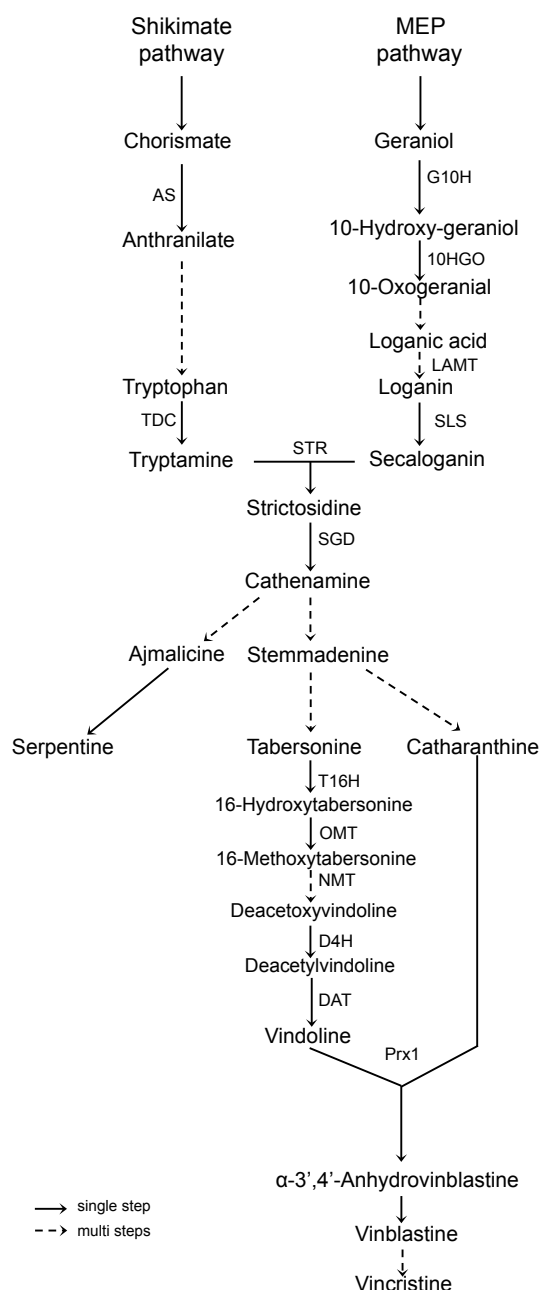 Shikimate
pathway
MEP
pathway
Chorismate
Geraniol
AS
G10H
Anthranilate
10-Hydroxy-geraniol
10HGO
10-Oxogeranial
Loganic acid
LAMT
Tryptophan
Loganin
TDC
SLS
Tryptamine
STR
Secaloganin
Strictosidine
SGD
Cathenamine
Ajmalicine
Stemmadenine
Serpentine
Tabersonine
Catharanthine
T16H
16-Hydroxytabersonine
OMT
16-Methoxytabersonine
NMT
Deacetoxyvindoline
D4H
Deacetylvindoline
DAT
Vindoline
Prx1
α-3’,4’-Anhydrovinblastine
single step
multi steps
Vinblastine
Vincristine